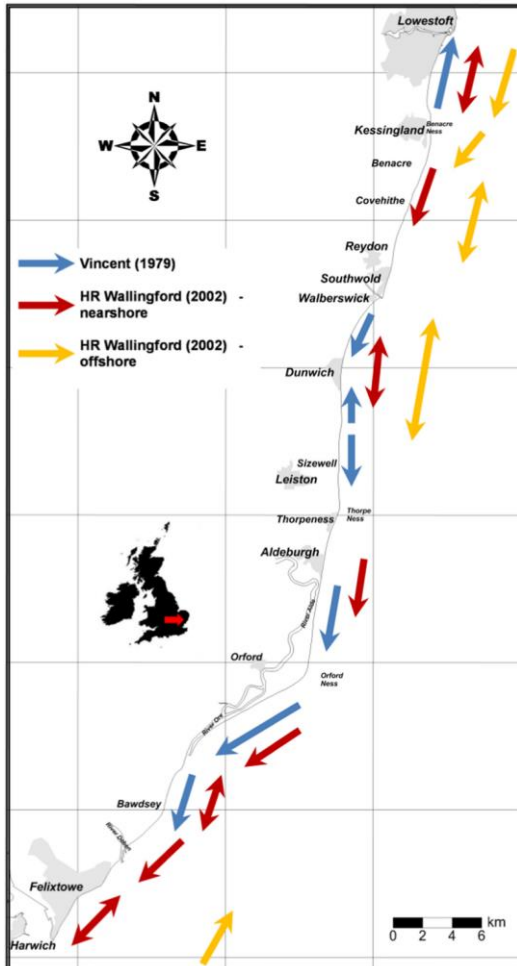 Lowestoft
N
W E
S
Benacre
Ness
Kessingland
Benacre
Covehithe
Reydon
Southwold
Walberswick
Vincent (1979)
HR Wallingford (2002) -
nearshore
HR Wallingford (2002) -
offshore
Dunwich
Sizewell
Leiston
Thorpeness
Thorpe
Ness
Aldeburgh
River Alde
Orford
Orford
Ness
River Ore
Bawdsey
River Deben
Felixtowe
Harwich
0 2 4 6 km